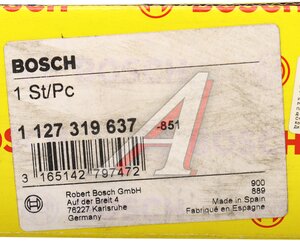 BOSCH
1 St/Pc
1 127 319 637 -851
3 165142 797472
Robert Bosch GmbH
Auf der Breit 4
76227 Karlsruhe
Germany
900
889
Made in Spain
Fabriqué en Espagne